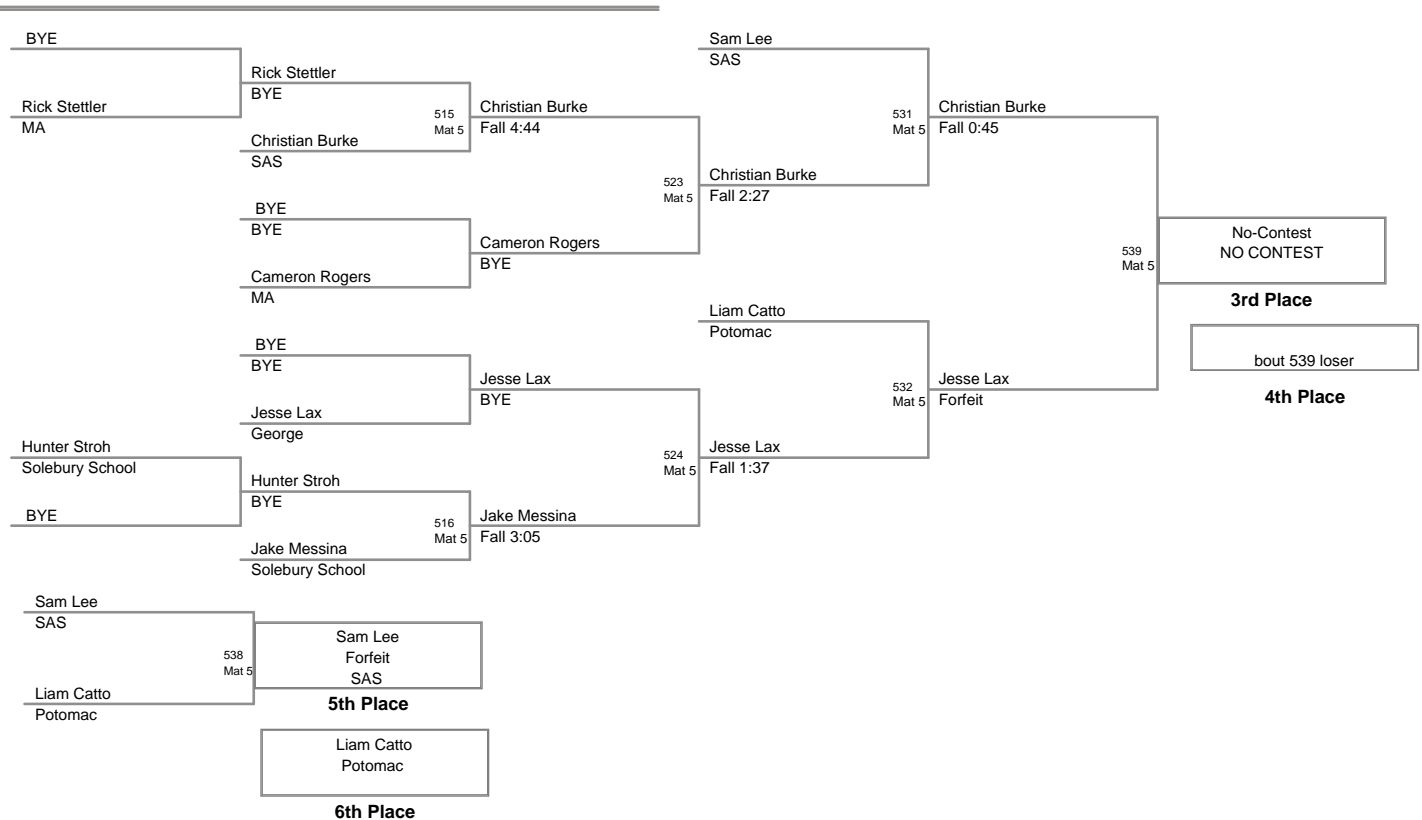 BYE
Rick Stettler
MA
Rick Stettler
BYE
Christian Burke
SAS
515
Mat 5
Christian Burke
Fall 4:44
BYE
BYE
Cameron Rogers
MA
Cameron Rogers
BYE
523
Mat 5
Christian Burke
Fall 2:27
Sam Lee
SAS
531
Mat 5
Christian Burke
Fall 0:45
BYE
BYE
Jesse Lax
George
Jesse Lax
BYE
Hunter Stroh
Solebury School
BYE
Hunter Stroh
BYE
Jake Messina
Solebury School
516
Mat 5
Jake Messina
Fall 3:05
524
Mat 5
Jesse Lax
Fall 1:37
Liam Catto
Potomac
532
Mat 5
Jesse Lax
Forfeit
539
Mat 5
No-Contest
NO CONTEST
3rd Place
bout 539 loser
4th Place
Sam Lee
SAS
Liam Catto
Potomac
538
Mat 5
Sam Lee
Forfeit
SAS
5th Place
Liam Catto
Potomac
6th Place